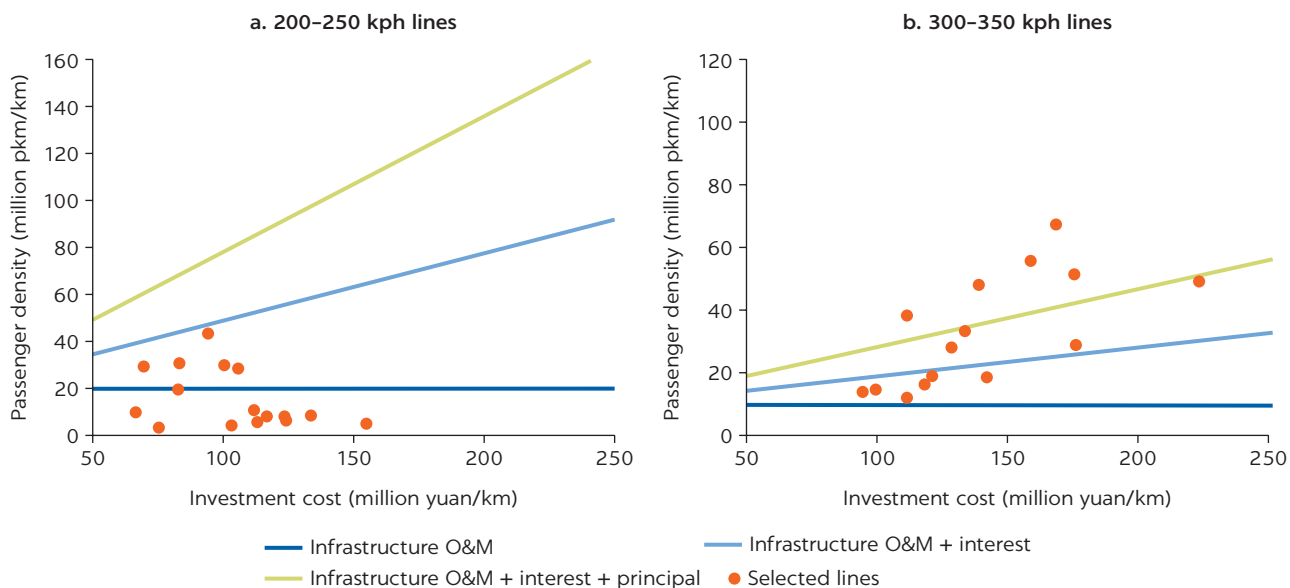 a. 200–250 kph lines
Passenger density (million pkm/km)
160
140
120
100
80
60
40
20
0
50
100
150
200
250
Investment cost (million yuan/km)
b. 300–350 kph lines
Passenger density (million pkm/km)
120
100
80
60
40
20
0
50
100
150
200
250
Investment cost (million yuan/km)
Infrastructure O&M
Infrastructure O&M + interest
Infrastructure O&M + interest + principal
Selected lines